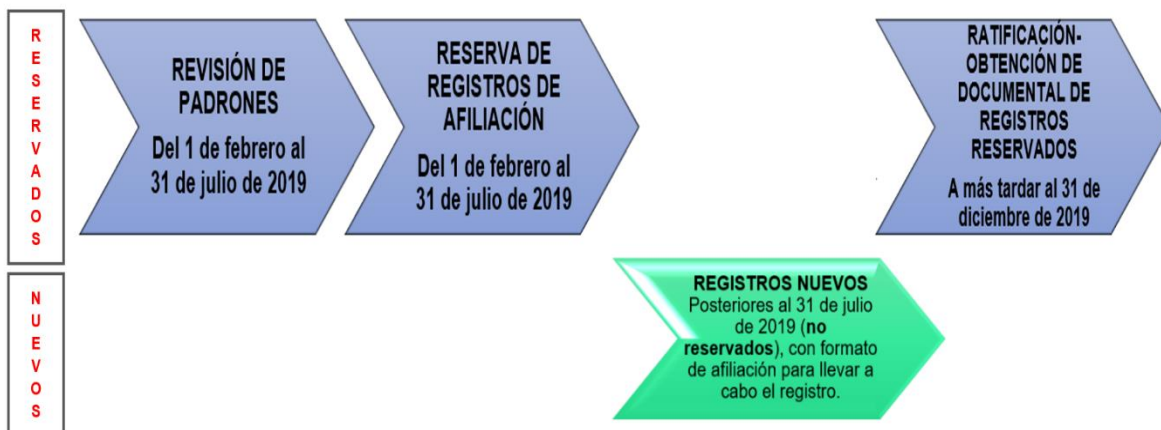 RESERVADOS
REVISIÓN DE
PADRONES
Del 1 de febrero al
31 de julio de 2019
RESERVA DE
REGISTROS DE
AFILIACIÓN
Del 1 de febrero al
31 de julio de 2019
RATIFICACIÓN-
OBTENCIÓN DE
DOCUMENTAL DE
REGISTROS
RESERVADOS
A más tardar al 31 de
diciembre de 2019
NUEVOS
REGISTROS NUEVOS
Posteriores al 31 de julio
de 2019 (no
reservados), con formato
de afiliación para llevar a
cabo el registro.